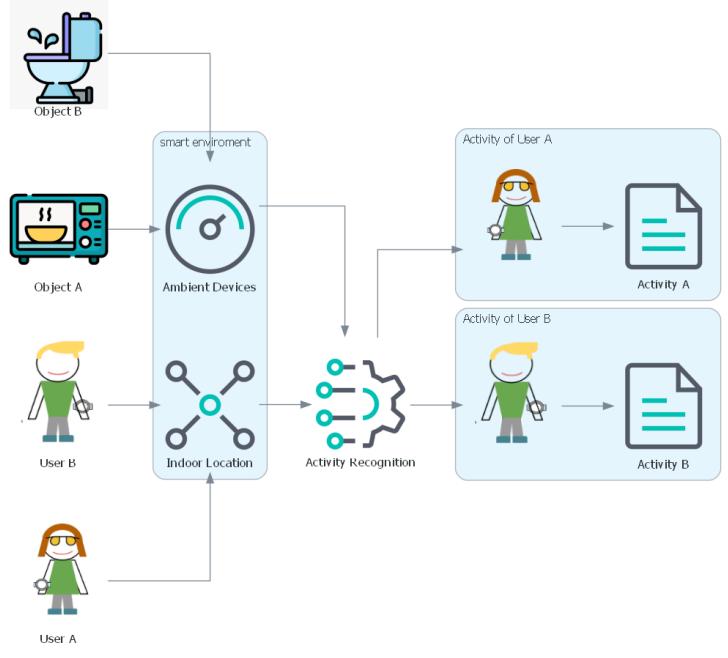 Object B
smart enviroment
Activity of User A
Object A
Ambient Devices
Activity A
Activity of User B
User B
Indoor Location
Activity Recognition
Activity B
User A